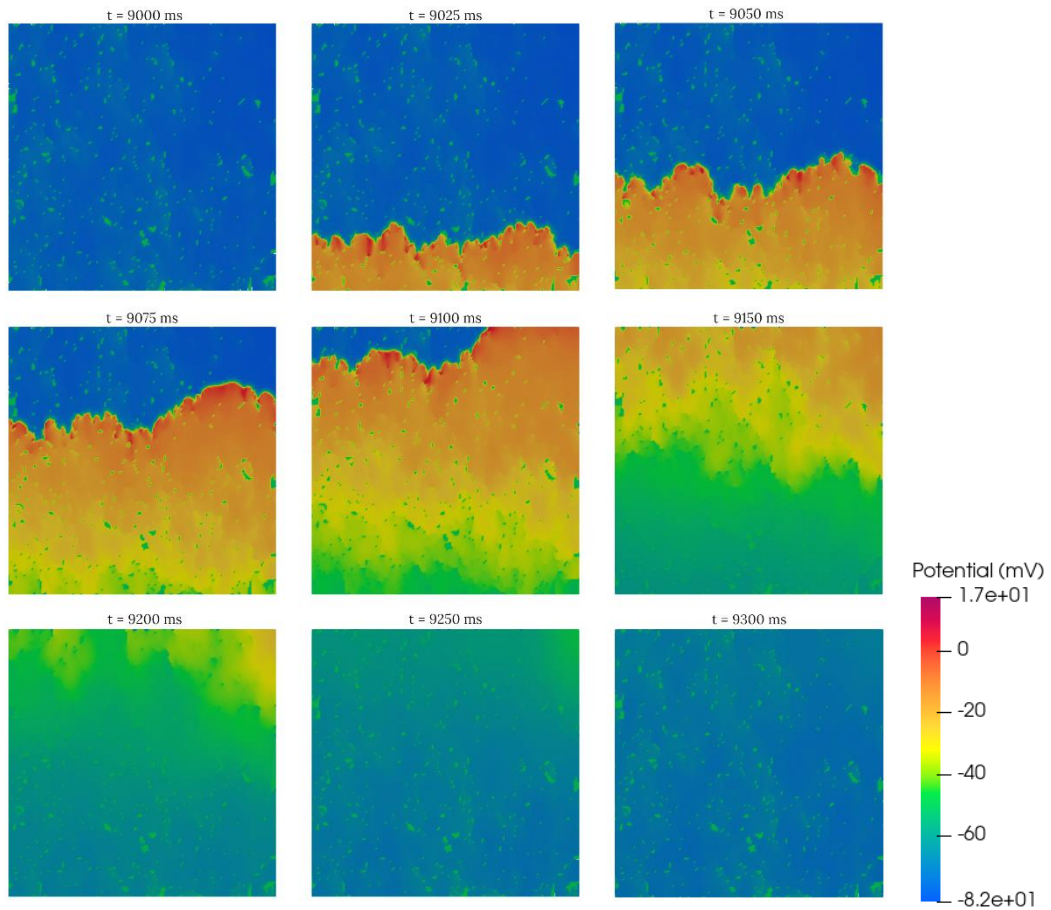 t = 9000 ms
t = 9025 ms
t = 9050 ms
t = 9075 ms
t = 9100 ms
t = 9150 ms
t = 9200 ms
t = 9250 ms
t = 9300 ms
Potential (mV)
1.7e+01
0
-20
-40
-60
-8.2e+01